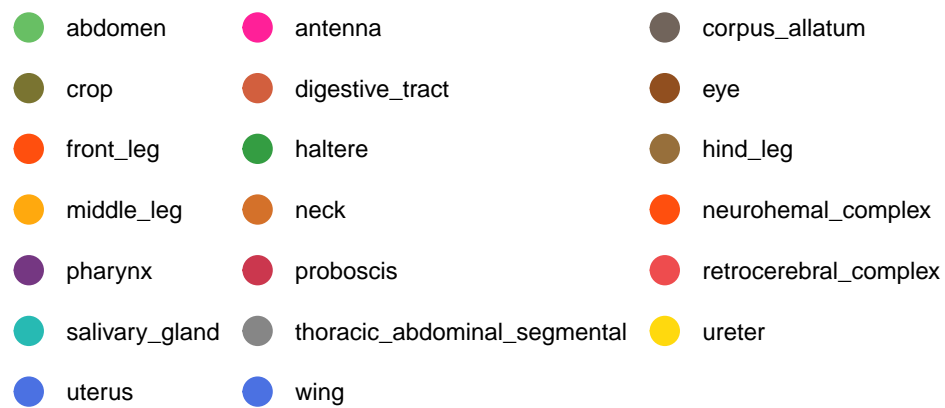 abdomen antenna corpus_allatum
crop digestive_tract eye
front_leg haltere hind_leg
middle_leg neck neurohemal_complex
pharynx proboscis retrocerebral_complex
salivary_gland thoracic_abdominal_segmental ureter
uterus wing